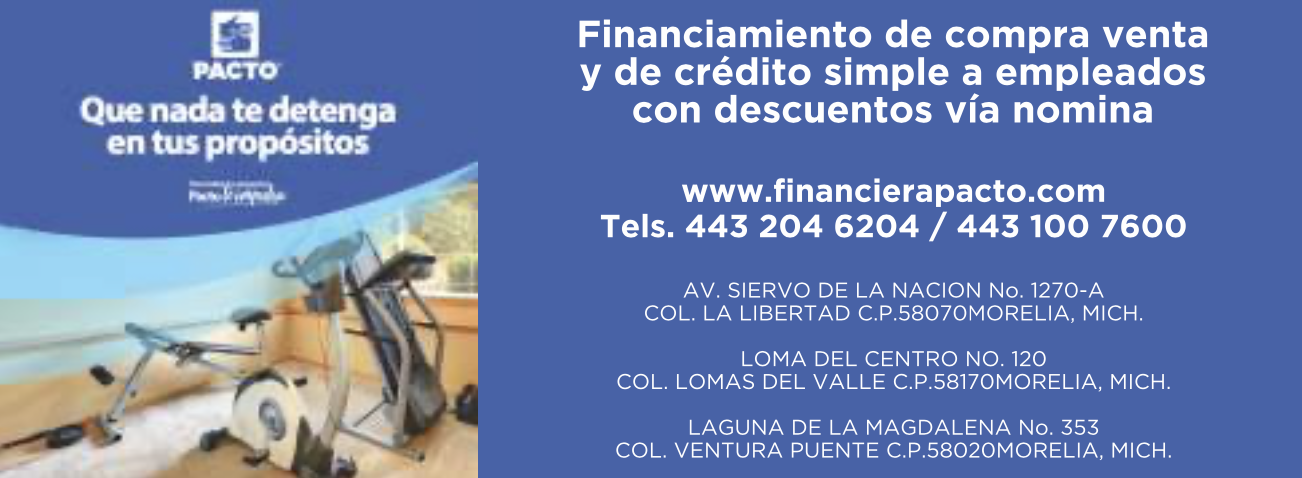 PACTO
Que nada te detenga
en tus propósitos
Financiamiento de compra venta
y de crédito simple a empleados
con descuentos vía nomina
www.financierapacto.com
Tels. 443 204 6204 / 443 100 7600
AV. SIERVO DE LA NACION No. 1270-A
COL. LA LIBERTAD C.P.58070MORELIA, MICH.
LOMA DEL CENTRO NO. 120
COL. LOMAS DEL VALLE C.P.58170MORELIA, MICH.
LAGUNA DE LA MAGDALENA No. 353
COL. VENTURA PUENTE C.P.58020MORELIA, MICH.